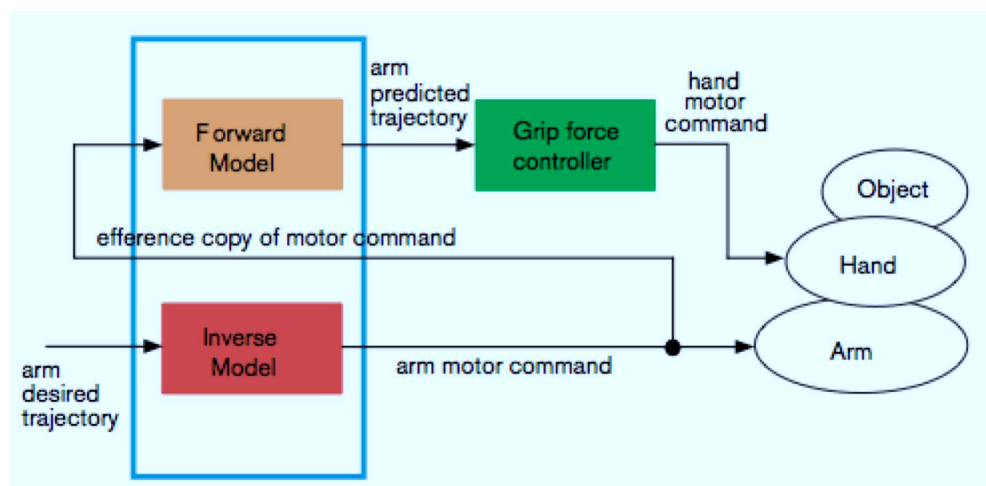 arm
predicted
trajectory
hand
motor
command
Forward
Model
Grip force
controller
Object
efference copy of motor command
Hand
Inverse
Model
arm motor command
Arm
arm
desired
trajectory